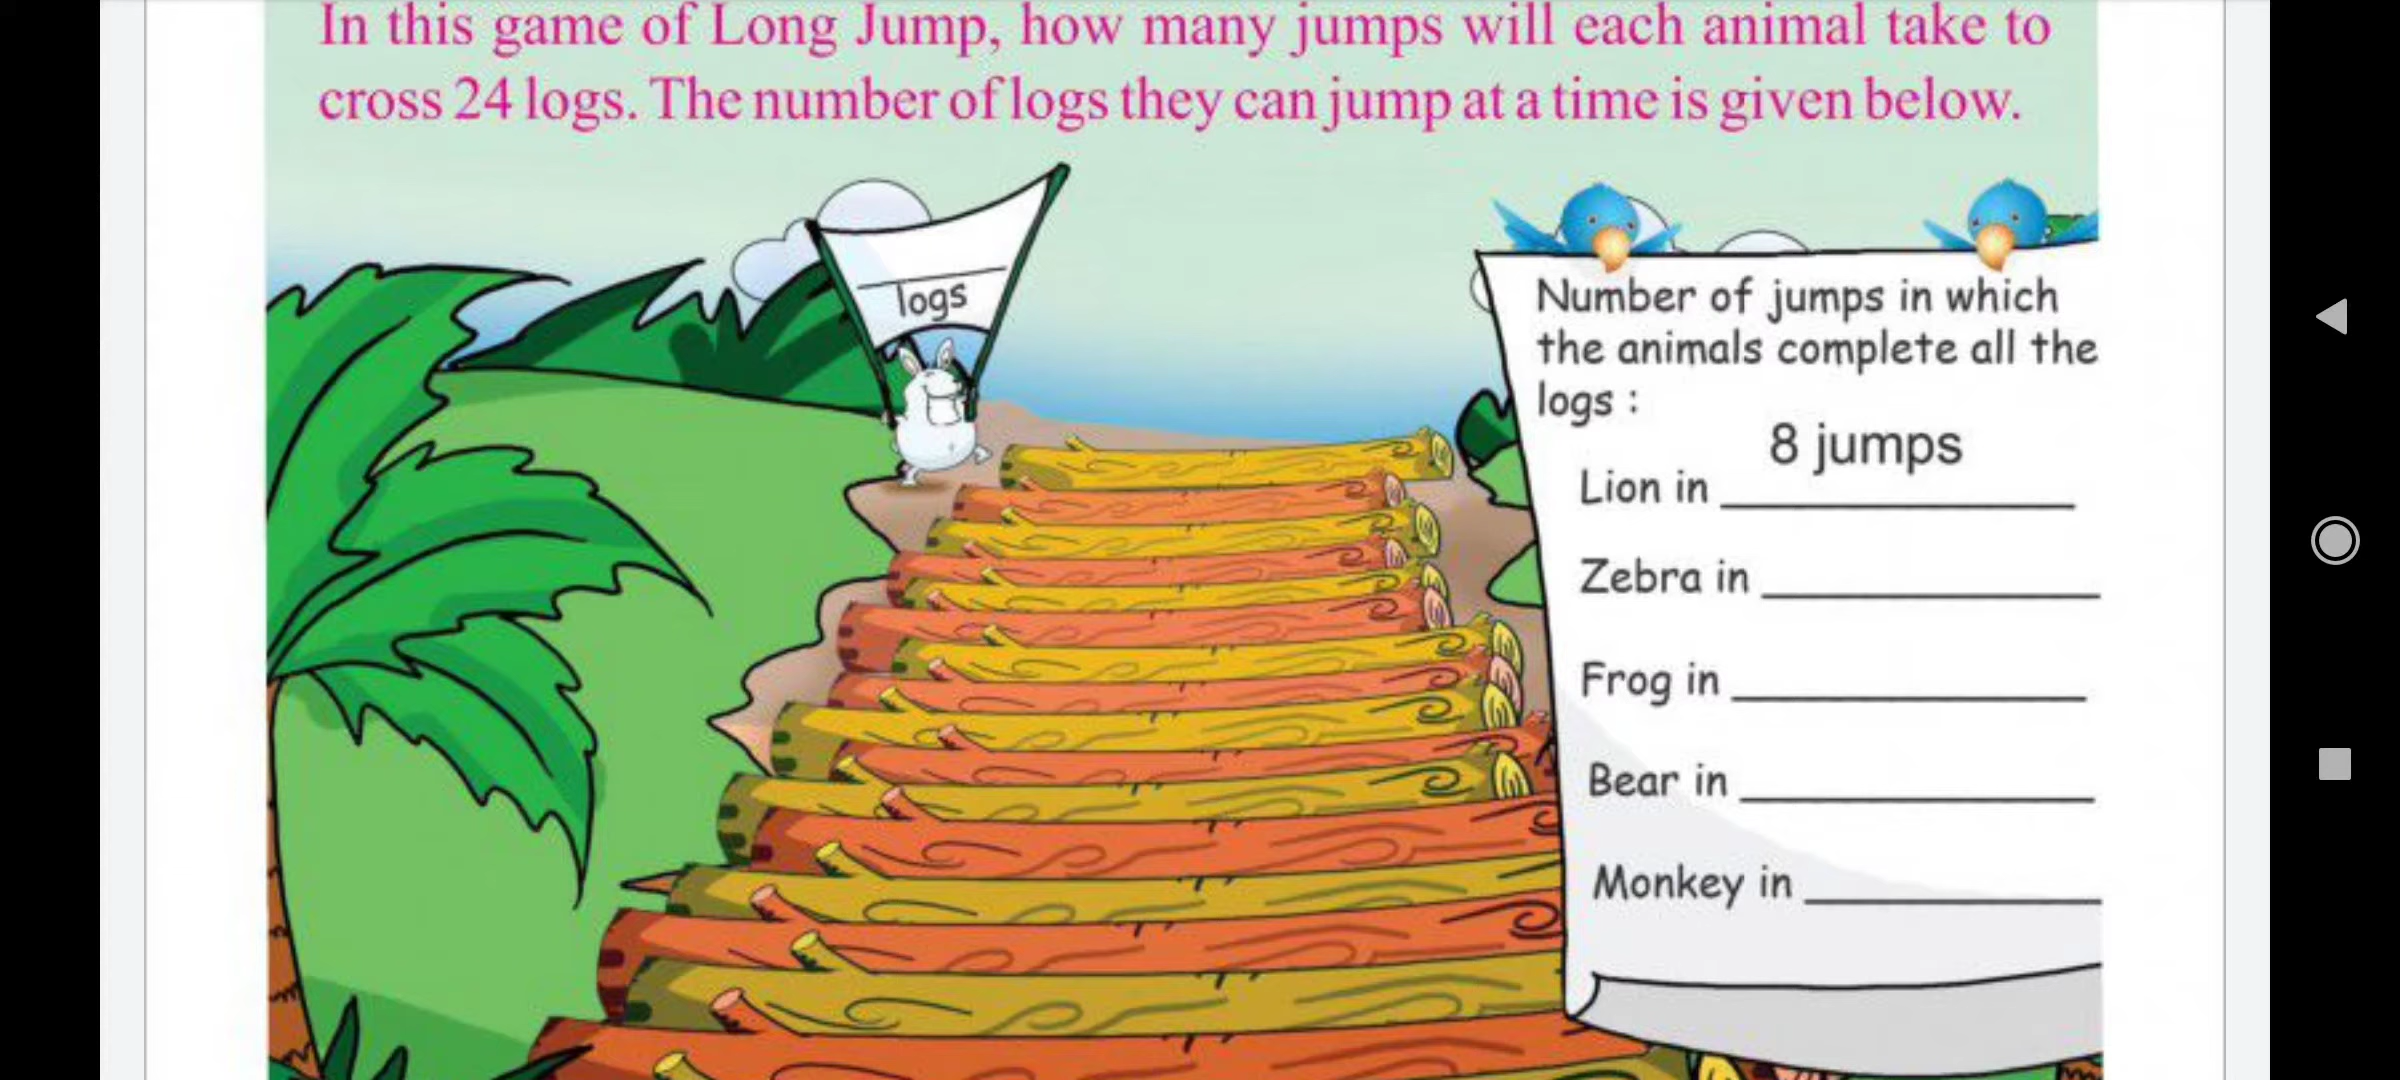 In this game of Long Jump, how many jumps will each animal take to
cross 24 logs. The number of logs they can jump at a time is given below.
logs
Number of jumps in which
the animals complete all the
logs :
8 jumps
Lion in
Zebra in
Frog in
Bear in
Monkey in